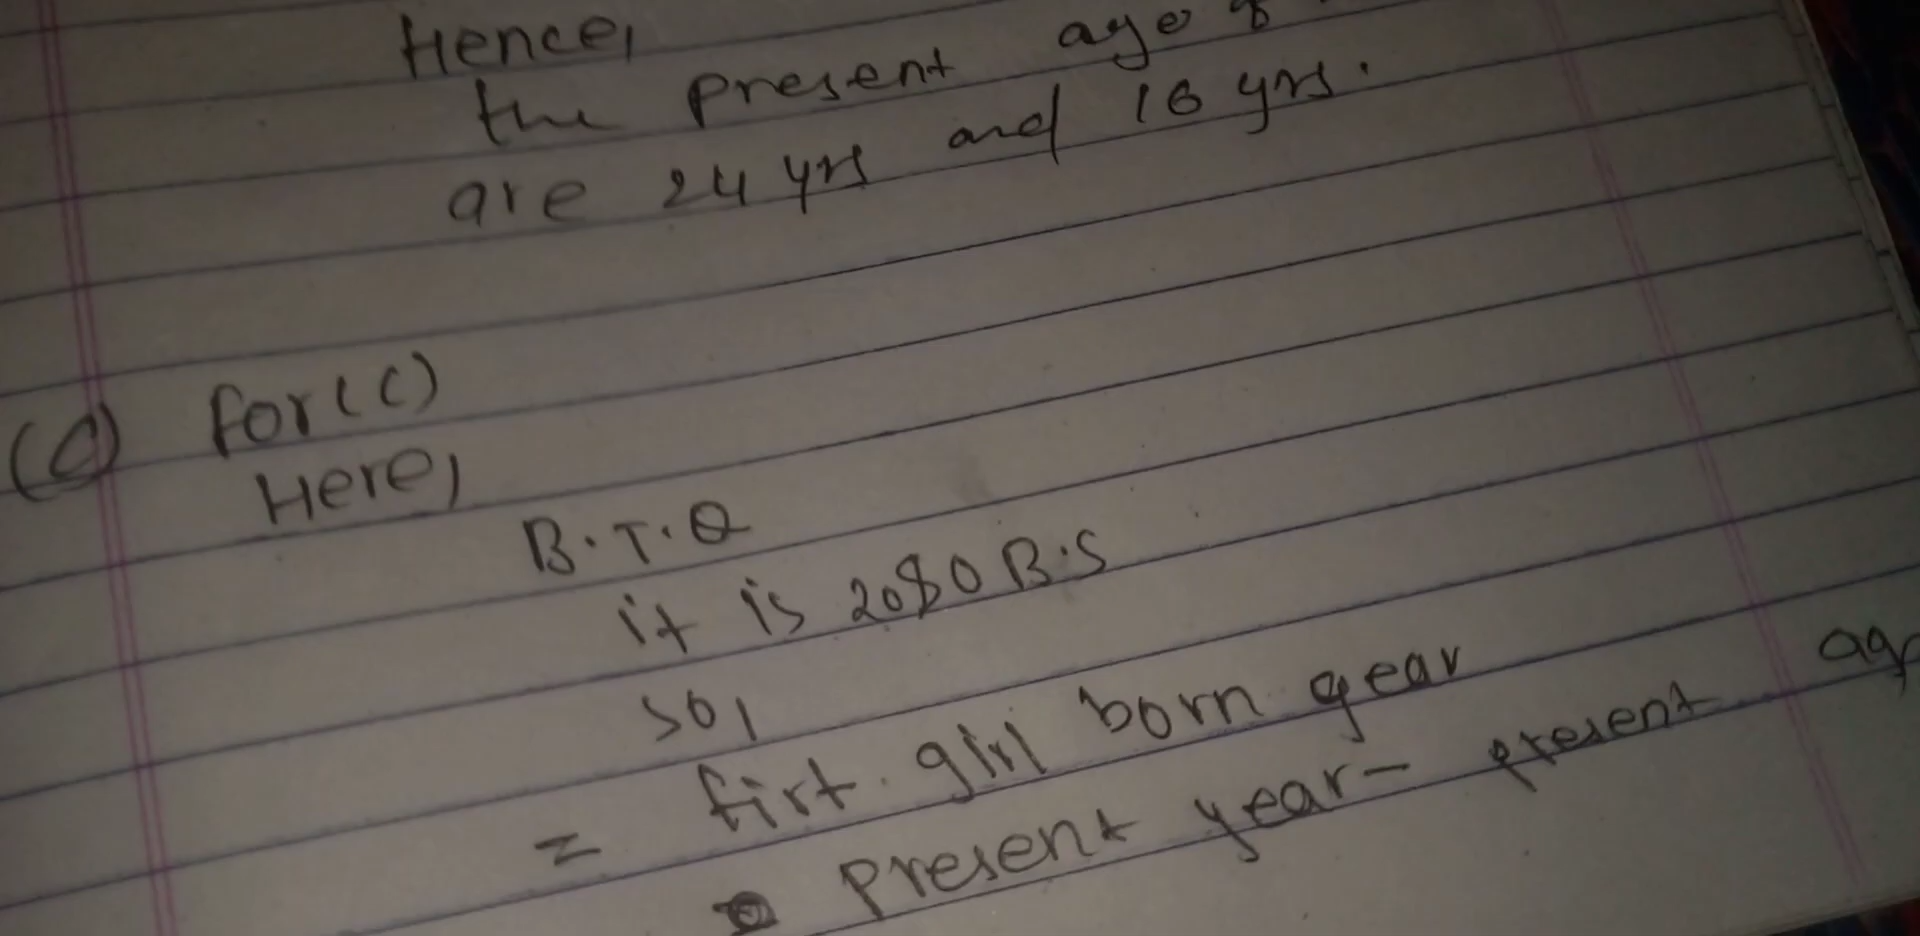 Hence,
the present age of
are 24 yrs and 16 yrs.
(C) for (C)
Here,
B.T.Q
it is 2080 B.S
so,
= firt girl born year
present year - present ag